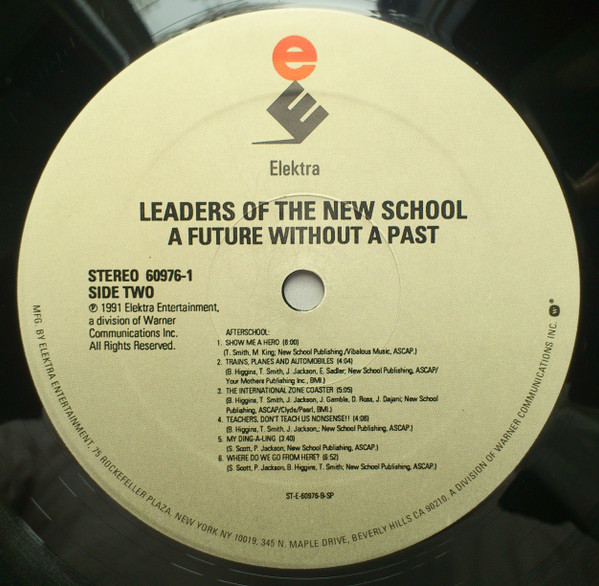 e
E
Elektra
LEADERS OF THE NEW SCHOOL
A FUTURE WITHOUT A PAST
STEREO 60976-1
SIDE TWO
℗ 1991 Elektra Entertainment,
a division of Warner
Communications Inc.
All Rights Reserved.
AFTERSCHOOL:
1. SHOW ME A HERO (6:00)
(T. Smith, M. King; New School Publishing /Vibalous Music, ASCAP.)
2. TRAINS, PLANES AND AUTOMOBILES (4:04)
(B. Higgins, T. Smith, J. Jackson, E. Sadler; New School Publishing, ASCAP/
Your Mothers Publishing Inc., BMI.)
3. THE INTERNATIONAL ZONE COASTER (5:05)
(B. Higgins, T. Smith, J. Jackson, J. Gamble, D. Ross, J. Dajani; New School
Publishing, ASCAP/Clyde/Pearl, BMI.)
4. TEACHERS, DON'T TEACH US NONSENSE!! (4:06)
(B. Higgins, T. Smith, J. Jackson,; New School Publishing, ASCAP.)
5. MY DING-A-LING (3:40)
(S. Scott, P. Jackson; New School Publishing, ASCAP.)
6. WHERE DO WE GO FROM HERE? (6:52)
(S. Scott, P. Jackson, B. Higgins, T. Smith; New School Publishing, ASCAP.)
ST-E-60976-B-SP
MFG. BY ELEKTRA ENTERTAINMENT, 75 ROCKEFELLER PLAZA, NEW YORK NY 10019, 345 N. MAPLE DRIVE, BEVERLY HILLS CA 90210, A DIVISION OF WARNER COMMUNICATIONS INC. W ®